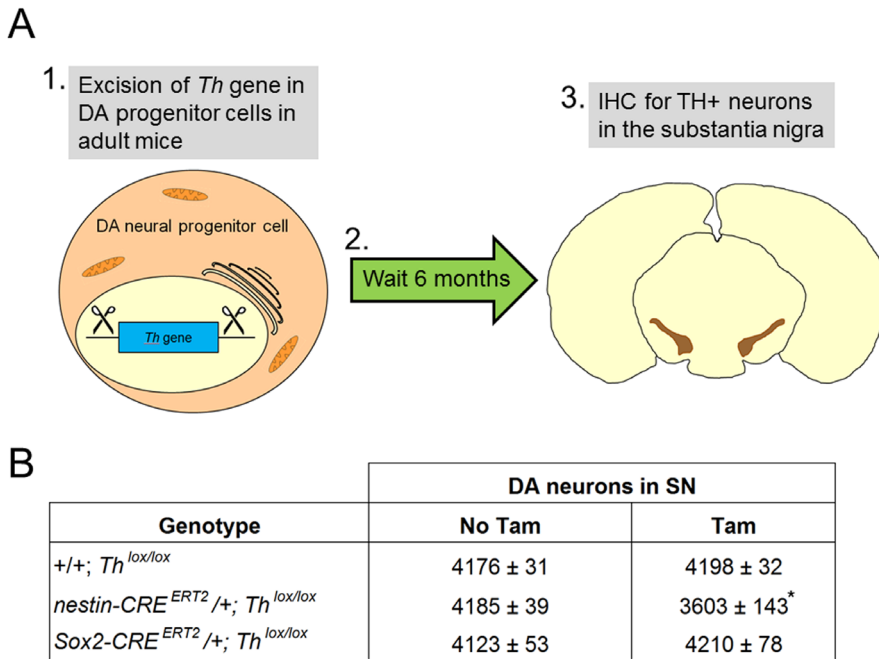 A
1. Excision of Th gene in
DA progenitor cells in
adult mice
DA neural progenitor cell
Th gene
2.
Wait 6 months
3. IHC for TH+ neurons
in the substantia nigra
B
DA neurons in SN
Genotype No Tam Tam
+/+; Th lox/lox 4176 ± 31 4198 ± 32
nestin-CRE ERT2 /+; Th lox/lox 4185 ± 39 3603 ± 143*
Sox2-CRE ERT2 /+; Th lox/lox 4123 ± 53 4210 ± 78